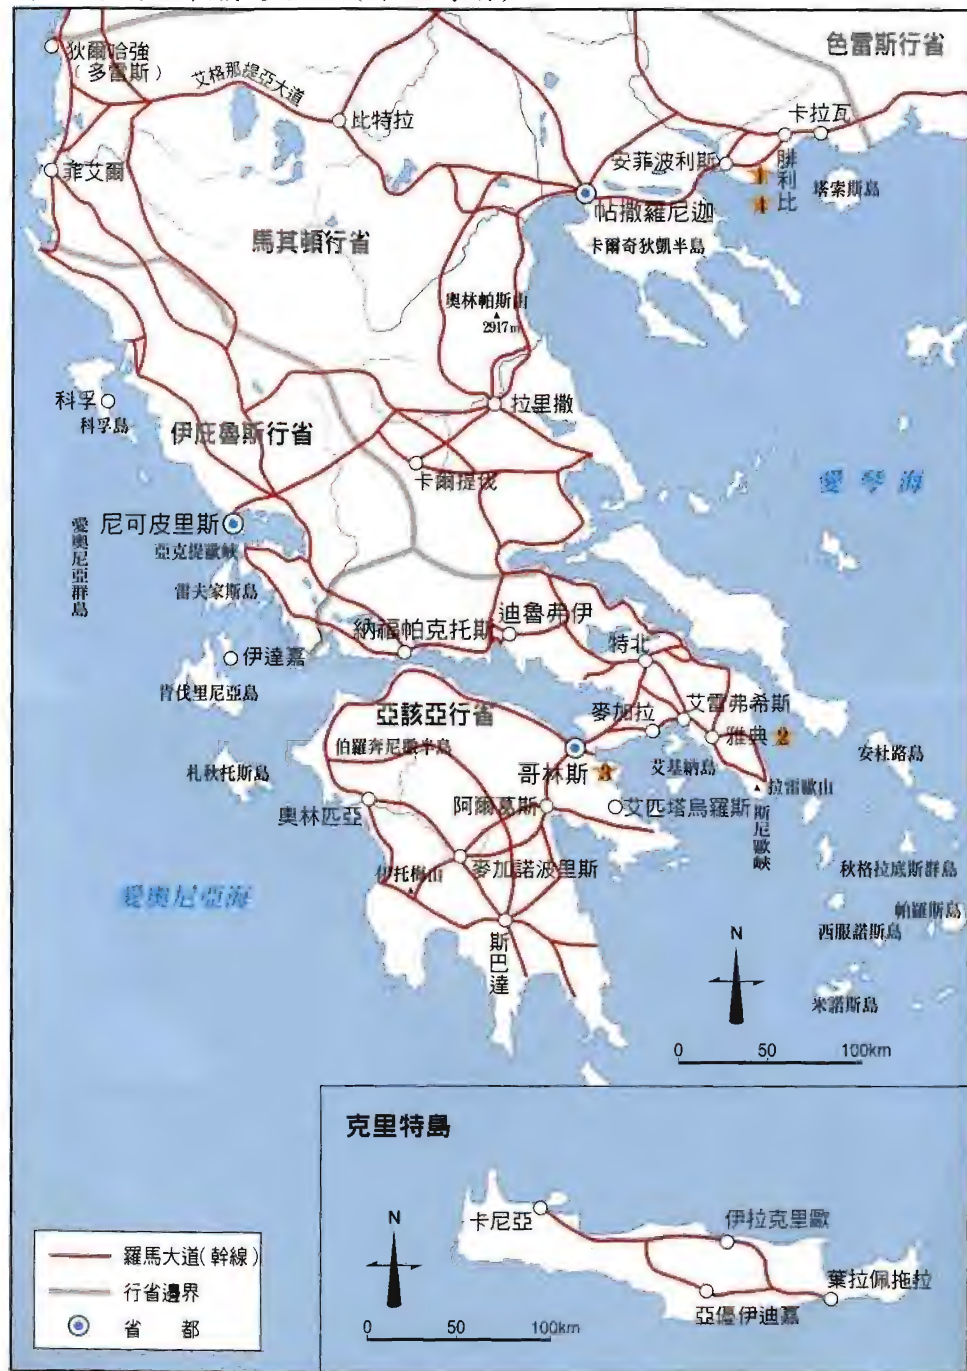 色雷斯行省
狄爾哈強
(多雷斯)
艾格那提亞大道
比特拉
卡拉瓦
安菲波利斯
腓利比
1
4
塔索斯島
菲艾爾
帖撒羅尼迦
馬其頓行省
卡爾奇狄凱半島
奧林帕斯山
2917m
科孚
科孚島
拉里撒
伊庇魯斯行省
卡爾提伐
愛琴海
尼可皮里斯
亞克提歐峽
愛奧尼亞群島
雷夫家斯島
迪魯弗伊
納福帕克托斯
特北
伊達嘉
肯伐里尼亞島
亞該亞行省
艾雷弗希斯
麥加拉
雅典 2
伯羅奔尼撒半島
安杜路島
哥林斯 3
艾基納島
札秋托斯島
拉雷歐山
奧林匹亞
阿爾葛斯
艾匹塔烏羅斯
斯尼歐峽
伊托梅山
麥加諾波里斯
秋格拉底斯群島
愛奧尼亞海
帕羅斯島
斯巴達
西服諾斯島
N
米諾斯島
0 50 100km
克里特島
卡尼亞
伊拉克里歐
N
葉拉佩拖拉
亞優伊迪嘉
0 50 100km
羅馬大道(幹線)
行省邊界
省都